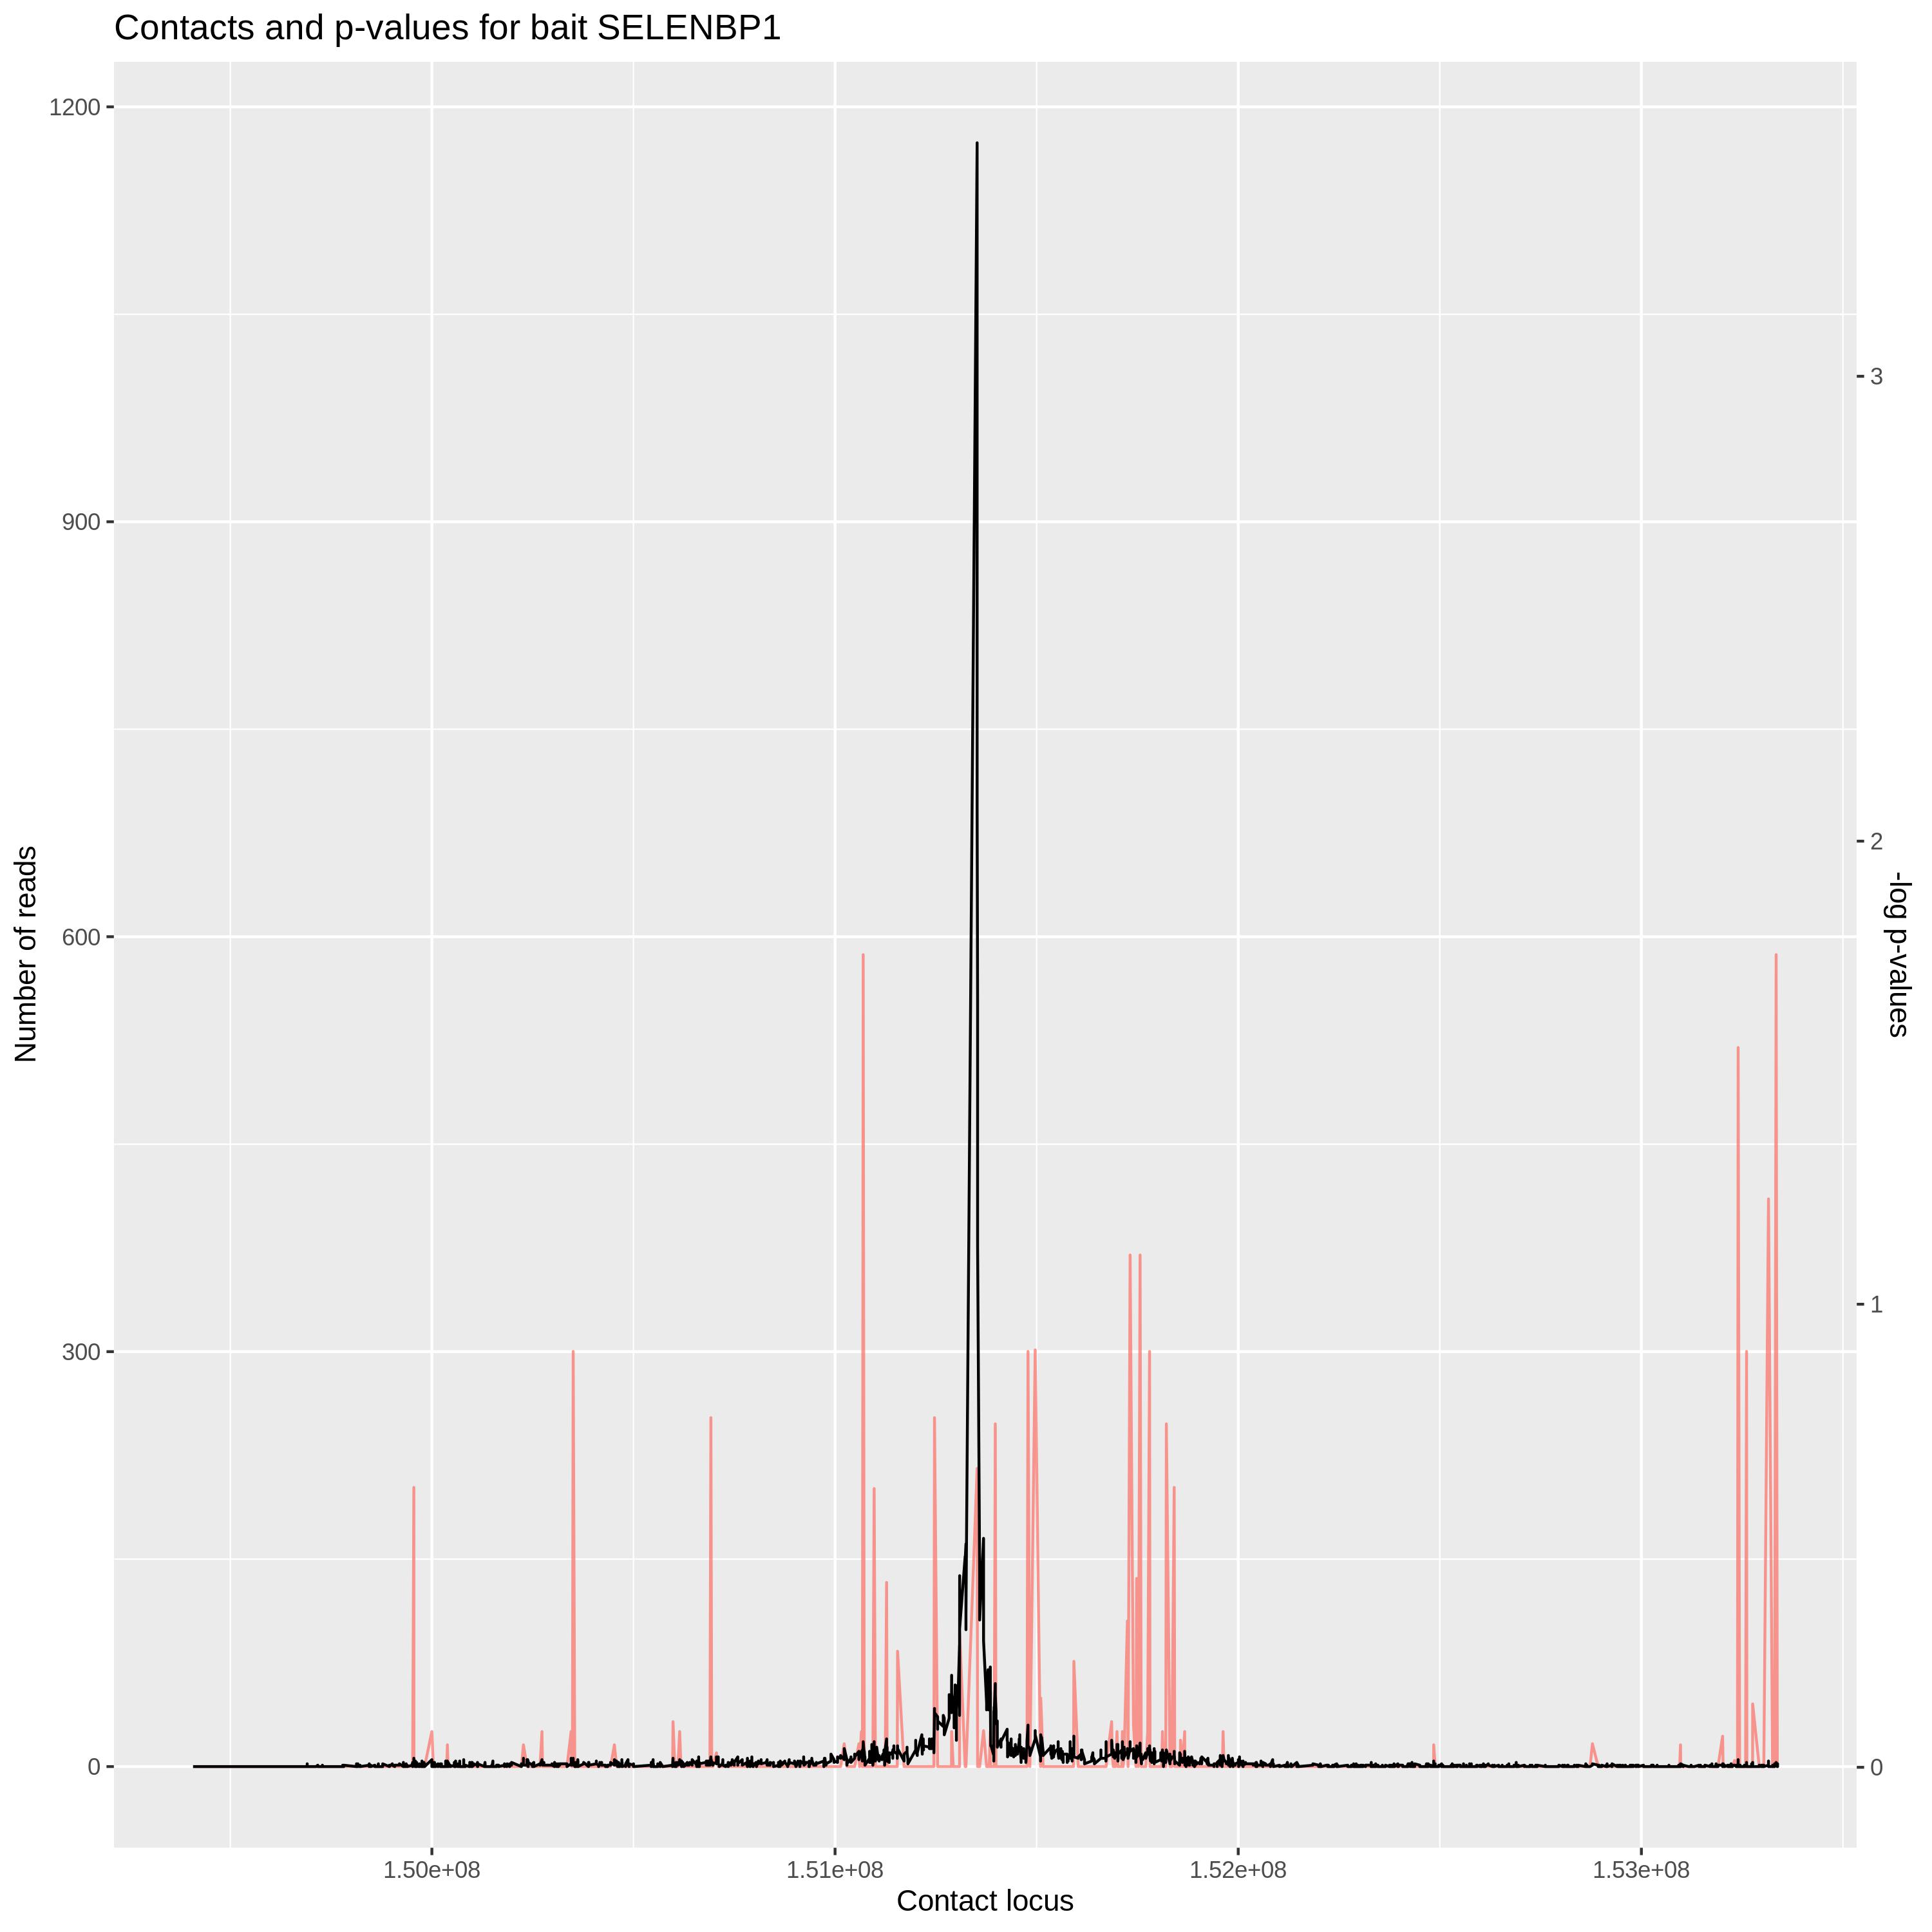 Contacts and p-values for bait SELENBP1
1200
900
600
300
0
Number of reads
3
2
1
0
-log p-values
1.50e+08
1.51e+08
1.52e+08
1.53e+08
Contact locus